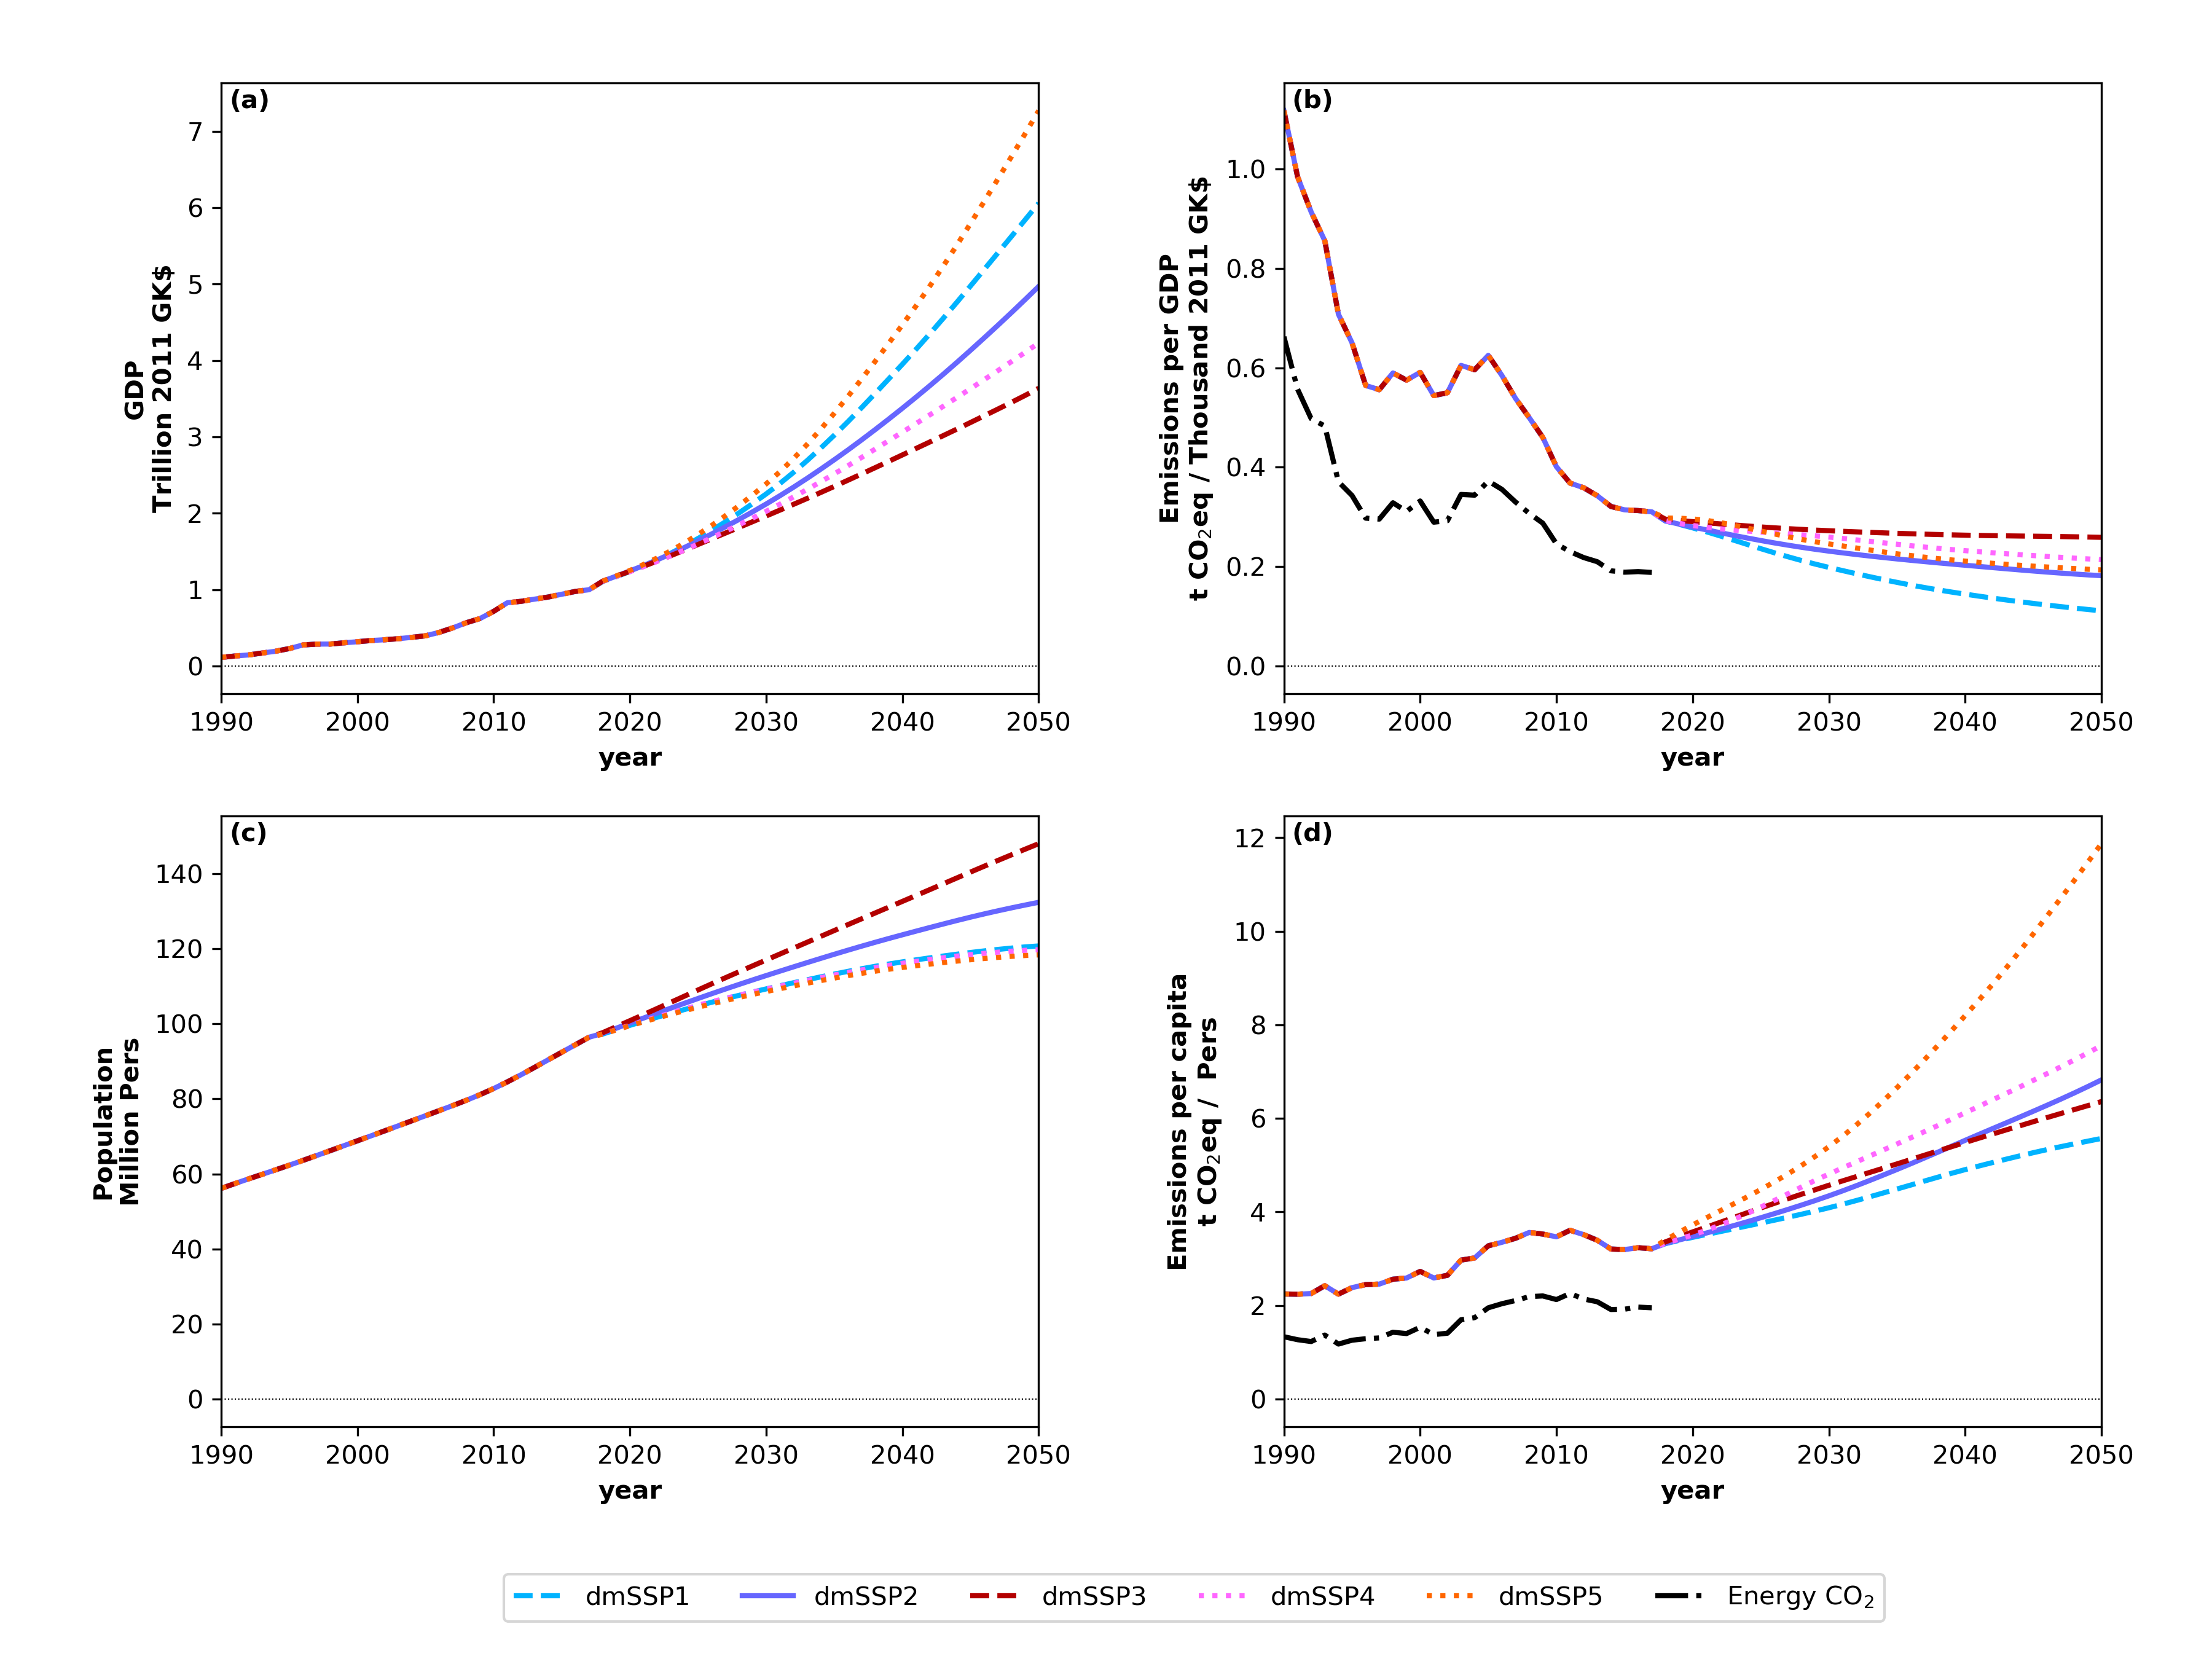 (a)
7
6
5
4
3
2
1
0
GDP
Trillion 2011 GK$
1990 2000 2010 2020 2030 2040 2050
year
(b)
1.0
0.8
0.6
0.4
0.2
0.0
Emissions per GDP
t CO₂eq / Thousand 2011 GK$
1990 2000 2010 2020 2030 2040 2050
year
(c)
140
120
100
80
60
40
20
0
Population
Million Pers
1990 2000 2010 2020 2030 2040 2050
year
(d)
12
10
8
6
4
2
0
Emissions per capita
t CO₂eq / Pers
1990 2000 2010 2020 2030 2040 2050
year
dmSSP1 dmSSP2 dmSSP3 dmSSP4 dmSSP5 Energy CO₂